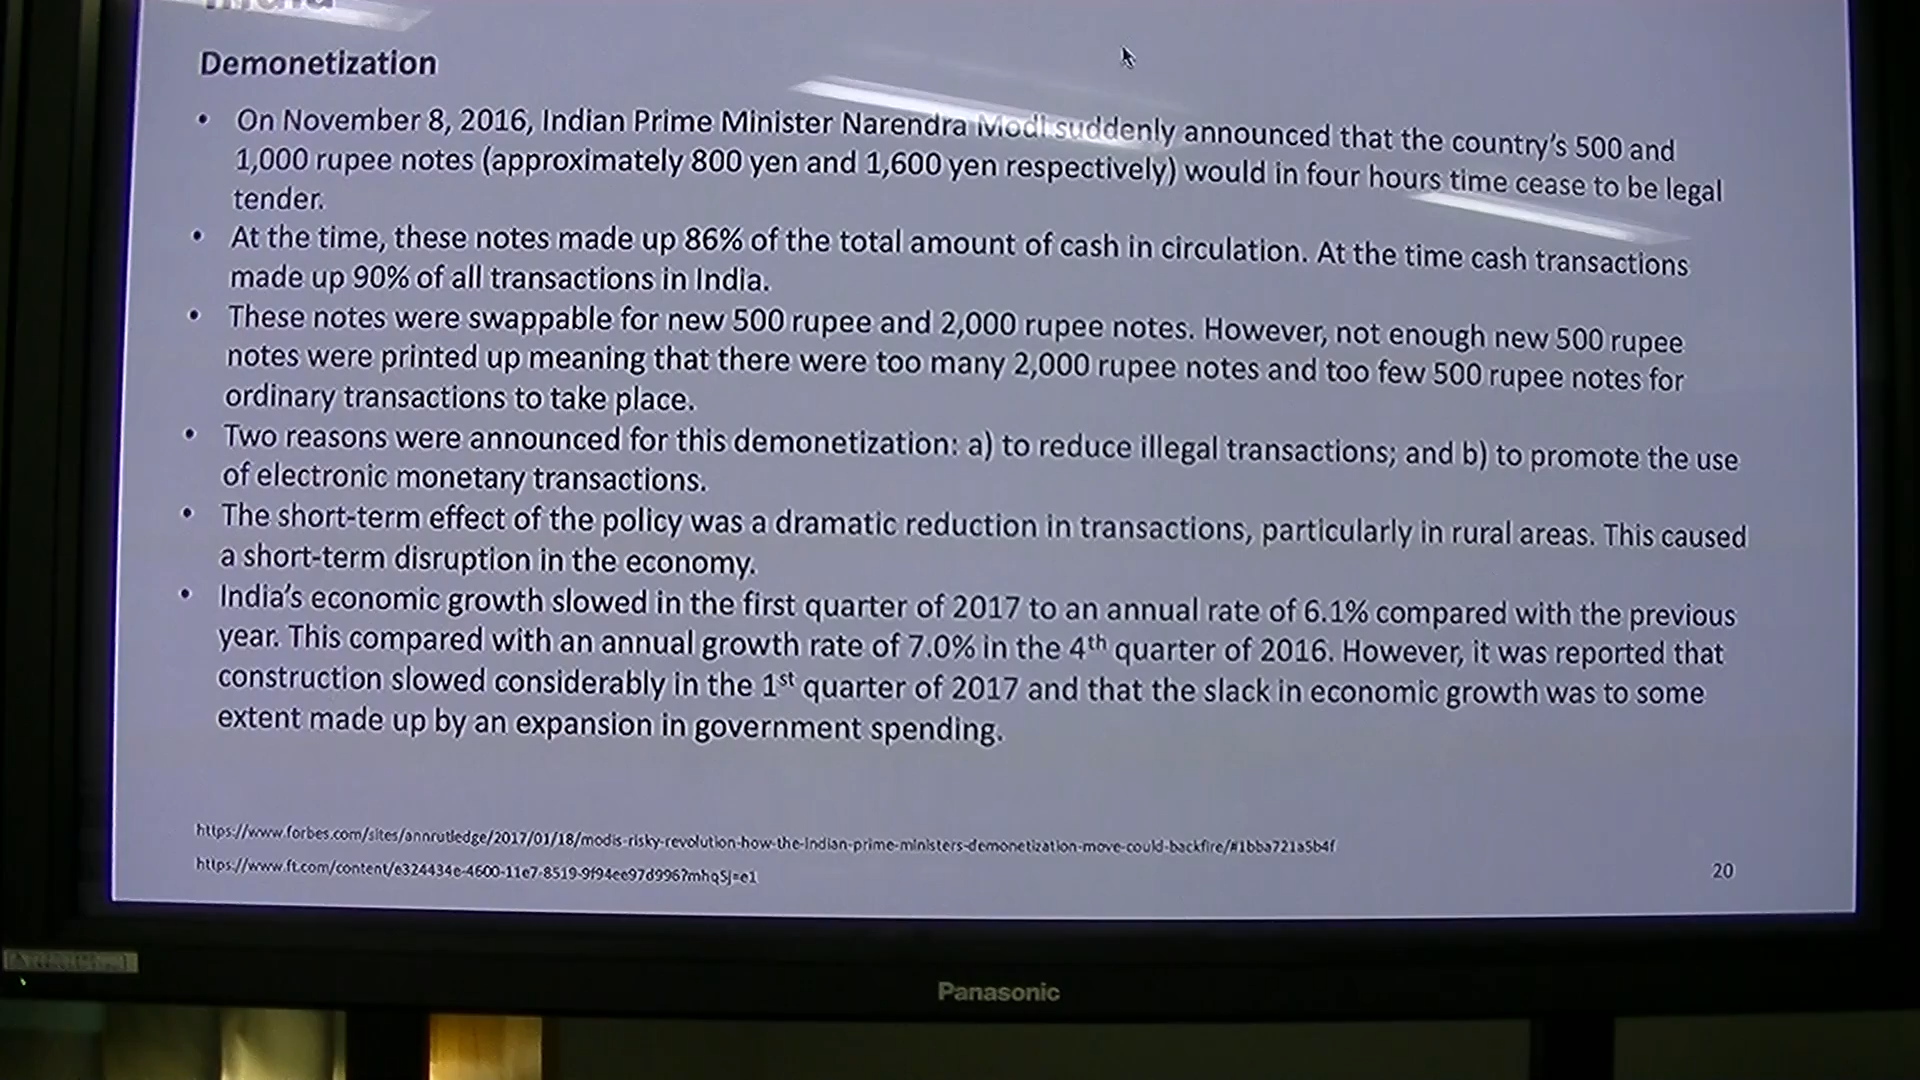 India
Demonetization
• On November 8, 2016, Indian Prime Minister Narendra Modi suddenly announced that the country's 500 and
1,000 rupee notes (approximately 800 yen and 1,600 yen respectively) would in four hours time cease to be legal
tender.
• At the time, these notes made up 86% of the total amount of cash in circulation. At the time cash transactions
made up 90% of all transactions in India.
• These notes were swappable for new 500 rupee and 2,000 rupee notes. However, not enough new 500 rupee
notes were printed up meaning that there were too many 2,000 rupee notes and too few 500 rupee notes for
ordinary transactions to take place.
• Two reasons were announced for this demonetization: a) to reduce illegal transactions; and b) to promote the use
of electronic monetary transactions.
• The short-term effect of the policy was a dramatic reduction in transactions, particularly in rural areas. This caused
a short-term disruption in the economy.
• India's economic growth slowed in the first quarter of 2017 to an annual rate of 6.1% compared with the previous
year. This compared with an annual growth rate of 7.0% in the 4th quarter of 2016. However, it was reported that
construction slowed considerably in the 1st quarter of 2017 and that the slack in economic growth was to some
extent made up by an expansion in government spending.
https://www.forbes.com/sites/annrutledge/2017/01/18/modis-risky-revolution-how-the-indian-prime-ministers-demonetization-move-could-backfire/#1bba721a5b4f
https://www.ft.com/content/e324434e-4600-11e7-8519-9f94ee97d996?mhq5j=e1
20
Panasonic